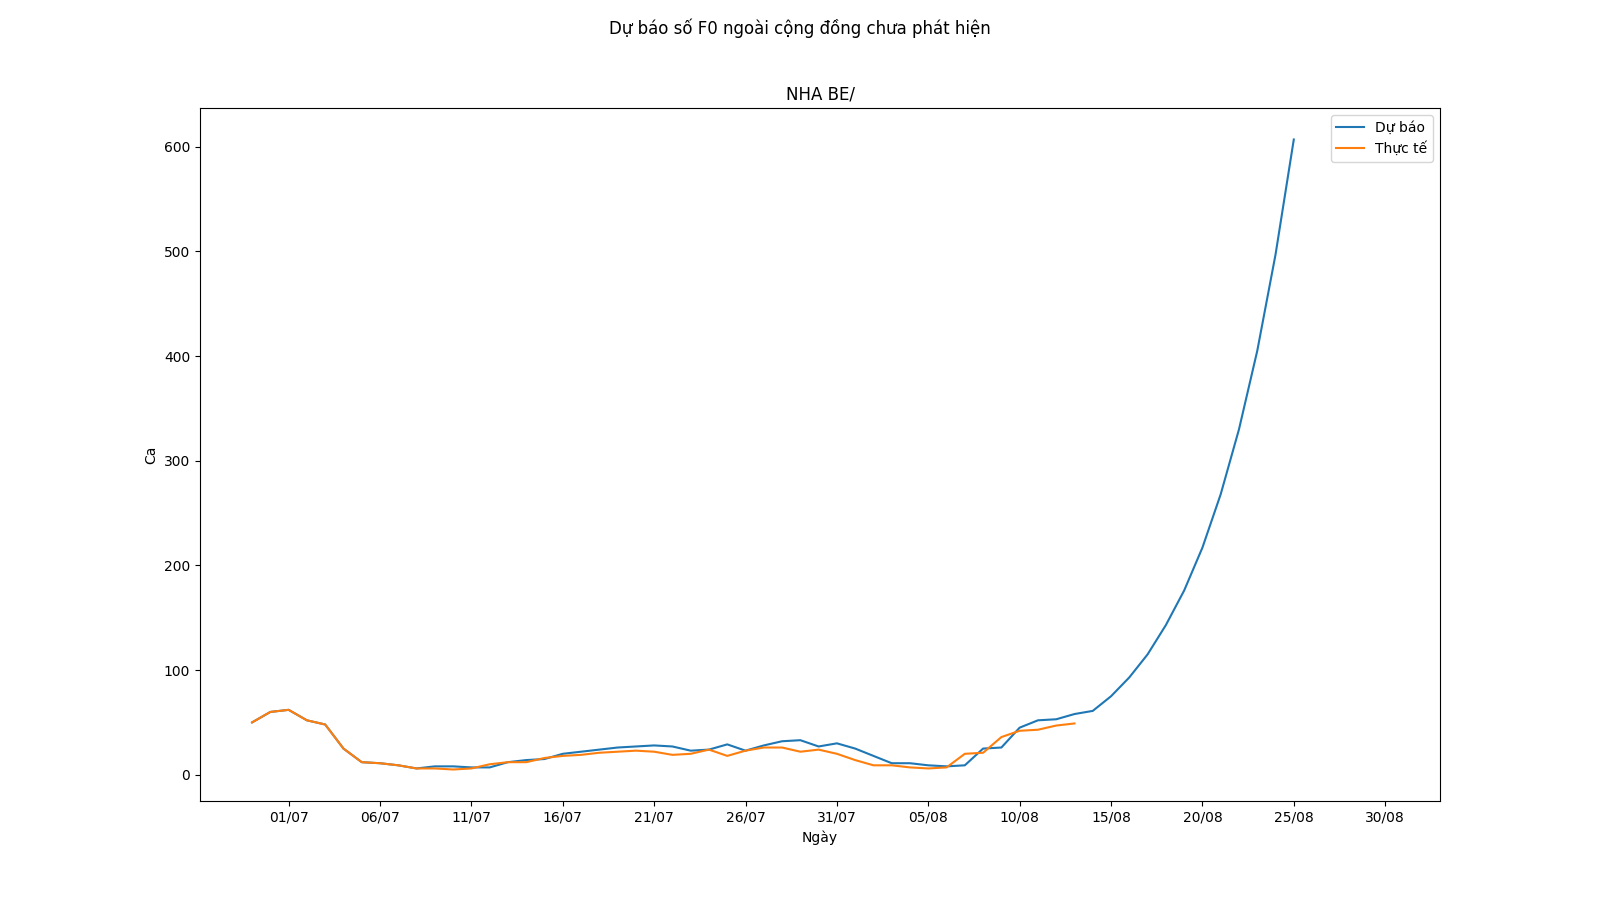 Dự báo số F0 ngoài cộng đồng chưa phát hiện
NHA BE/
Dự báo
Thực tế
600
500
400
300
200
100
0
Ca
01/07 06/07 11/07 16/07 21/07 26/07 31/07 05/08 10/08 15/08 20/08 25/08 30/08
Ngày